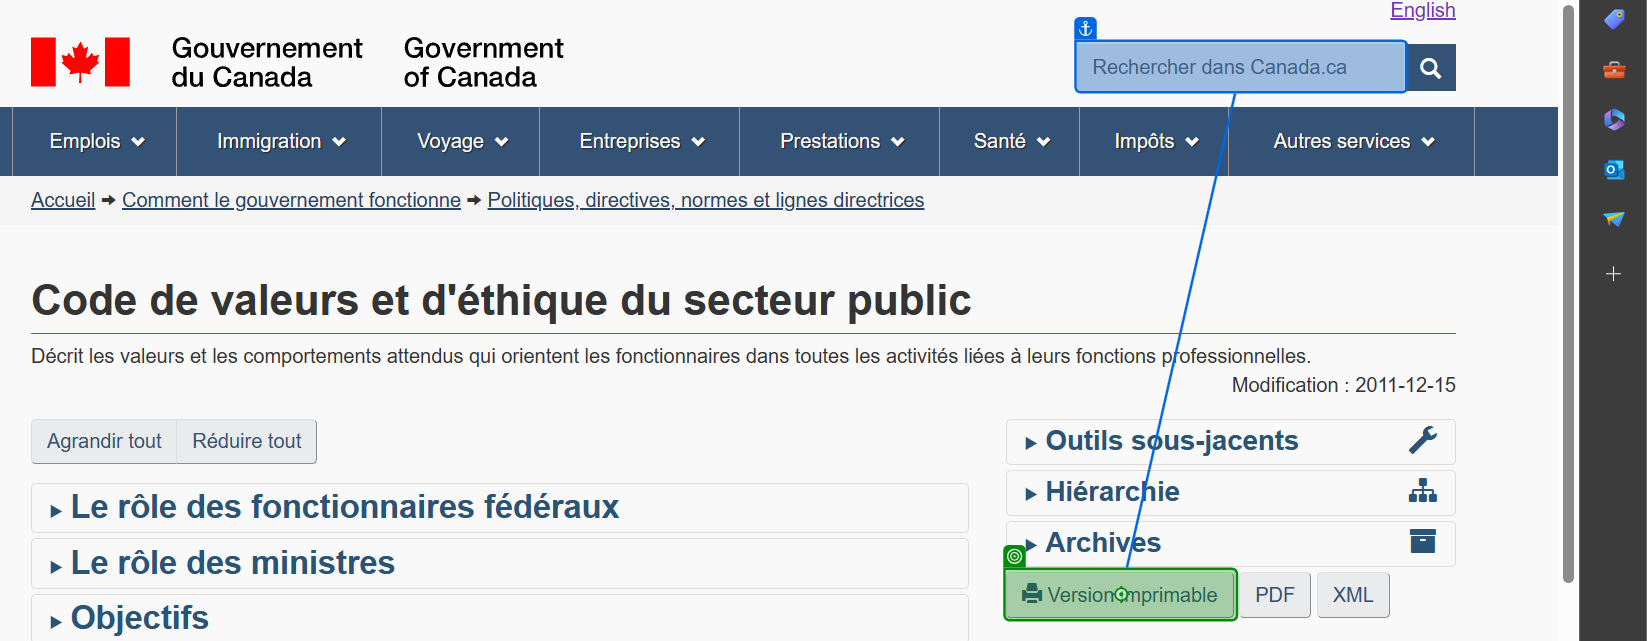 English
Gouvernement
du Canada
Government
of Canada
Rechercher dans Canada.ca
Emplois Immigration Voyage Entreprises Prestations Santé Impôts Autres services
Accueil Comment le gouvernement fonctionne Politiques, directives, normes et lignes directrices
Code de valeurs et d'éthique du secteur public
Décrit les valeurs et les comportements attendus qui orientent les fonctionnaires dans toutes les activités liées à leurs fonctions professionnelles.
Modification : 2011-12-15
Agrandir tout Réduire tout
Le rôle des fonctionnaires fédéraux
Le rôle des ministres
Objectifs
Outils sous-jacents
Hiérarchie
Archives
Version imprimable PDF XML